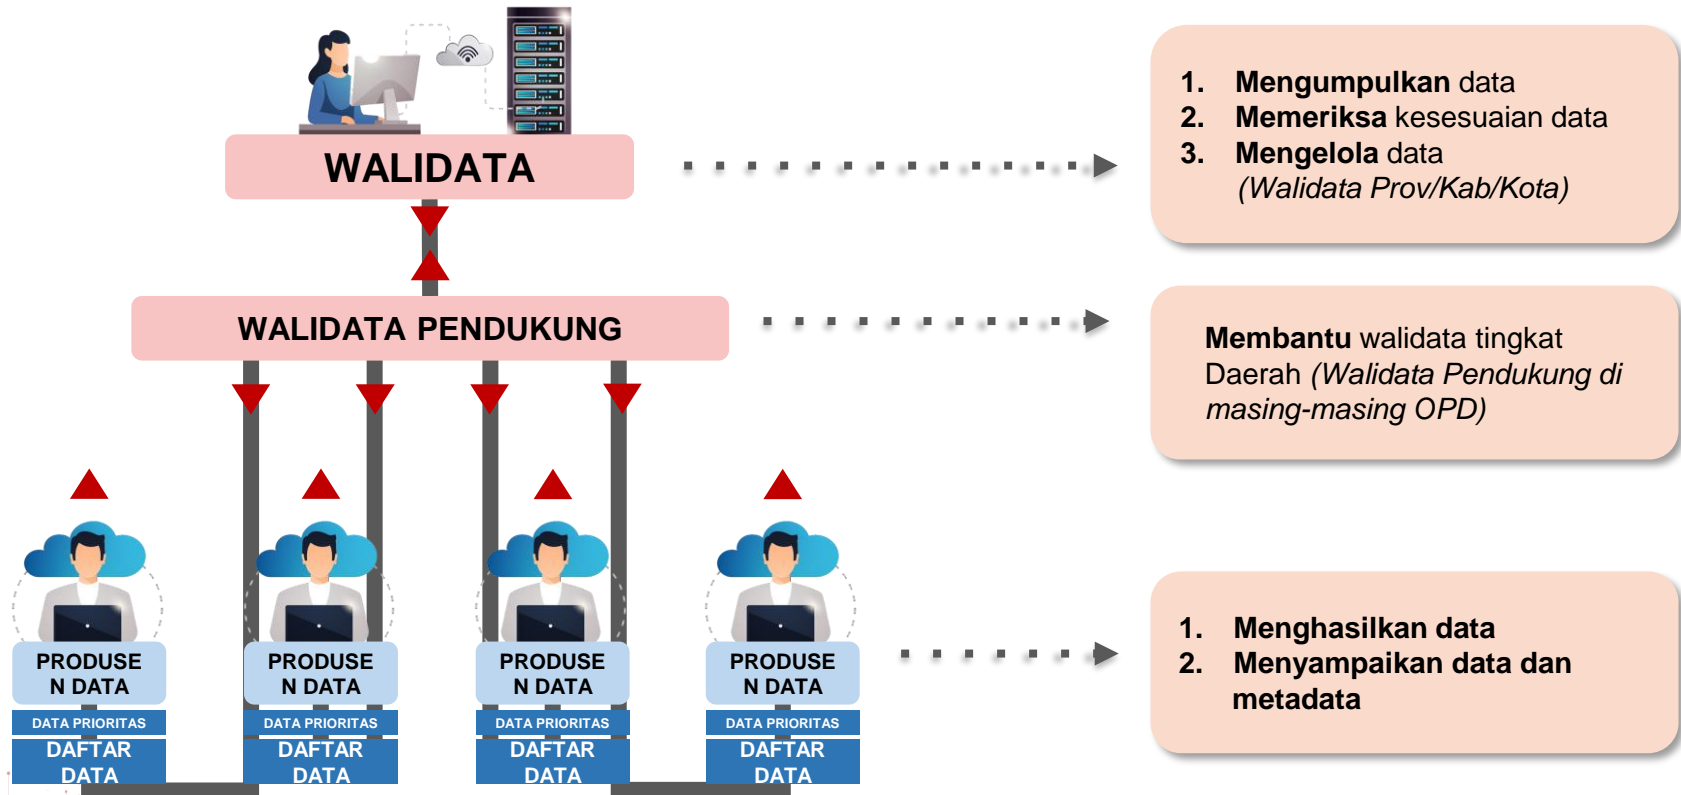 WALIDATA
1. Mengumpulkan data
2. Memeriksa kesesuaian data
3. Mengelola data
(Walidata Prov/Kab/Kota)
WALIDATA PENDUKUNG
Membantu walidata tingkat
Daerah (Walidata Pendukung di
masing-masing OPD)
PRODUSE
N DATA
DATA PRIORITAS
DAFTAR
DATA
PRODUSE
N DATA
DATA PRIORITAS
DAFTAR
DATA
PRODUSE
N DATA
DATA PRIORITAS
DAFTAR
DATA
PRODUSE
N DATA
DATA PRIORITAS
DAFTAR
DATA
1. Menghasilkan data
2. Menyampaikan data dan
metadata